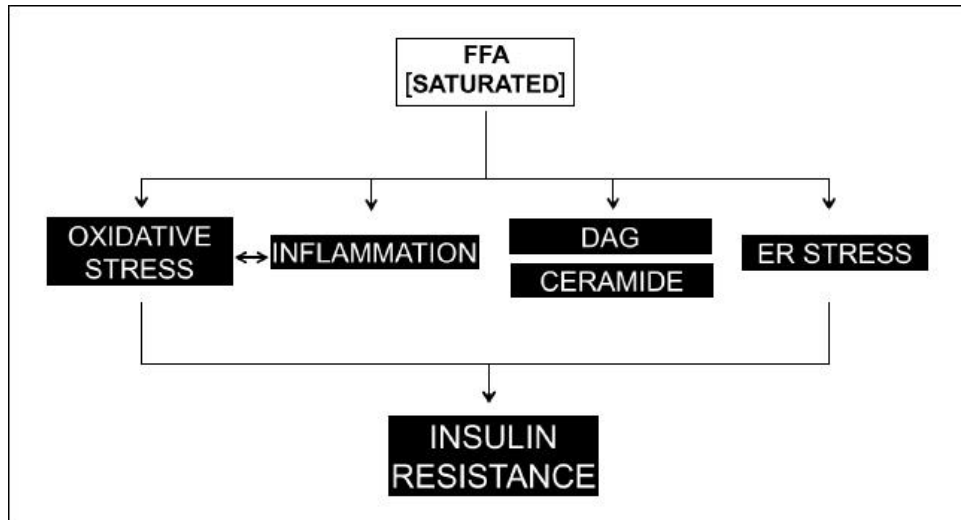 FFA
[SATURATED]
OXIDATIVE
STRESS
INFLAMMATION
DAG
CERAMIDE
ER STRESS
INSULIN
RESISTANCE